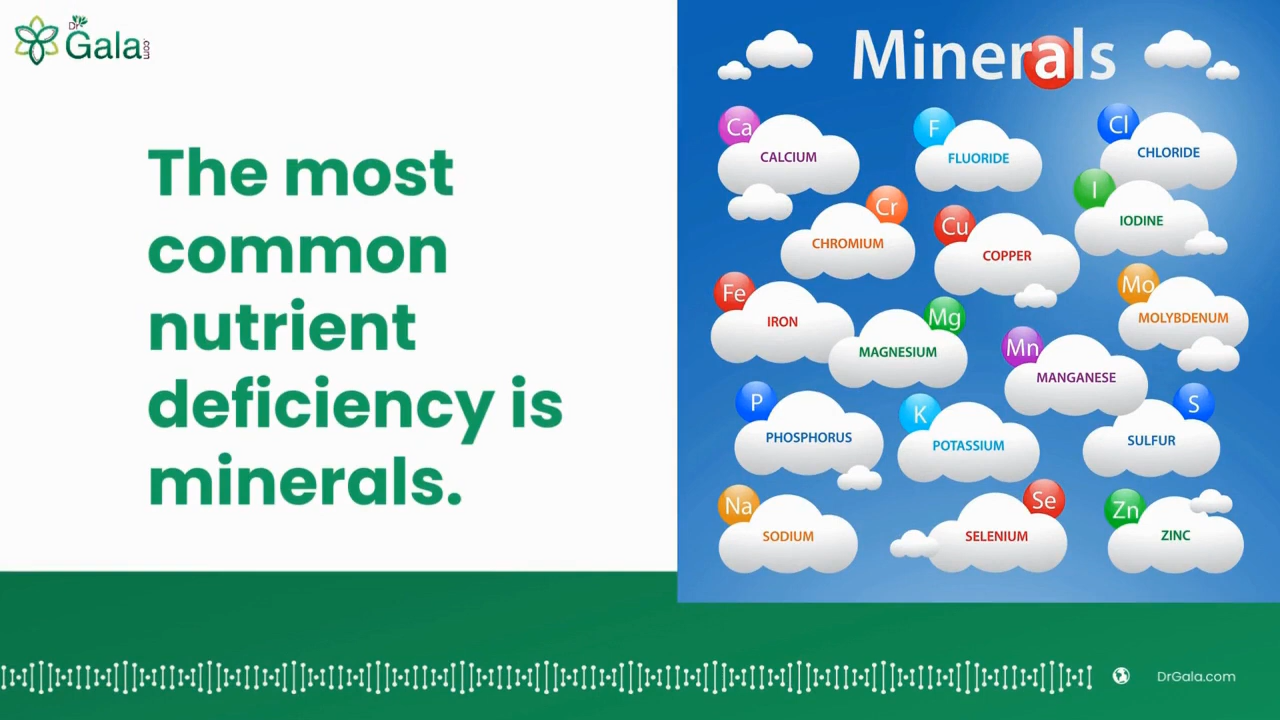 Dr
Gala
.com
The most
common
nutrient
deficiency is
minerals.
Minerals
Ca
CALCIUM
F
FLUORIDE
Cl
CHLORIDE
Cr
CHROMIUM
Cu
COPPER
I
IODINE
Fe
IRON
Mg
MAGNESIUM
Mn
MANGANESE
Mo
MOLYBDENUM
P
PHOSPHORUS
K
POTASSIUM
S
SULFUR
Na
SODIUM
Se
SELENIUM
Zn
ZINC
DrGala.com